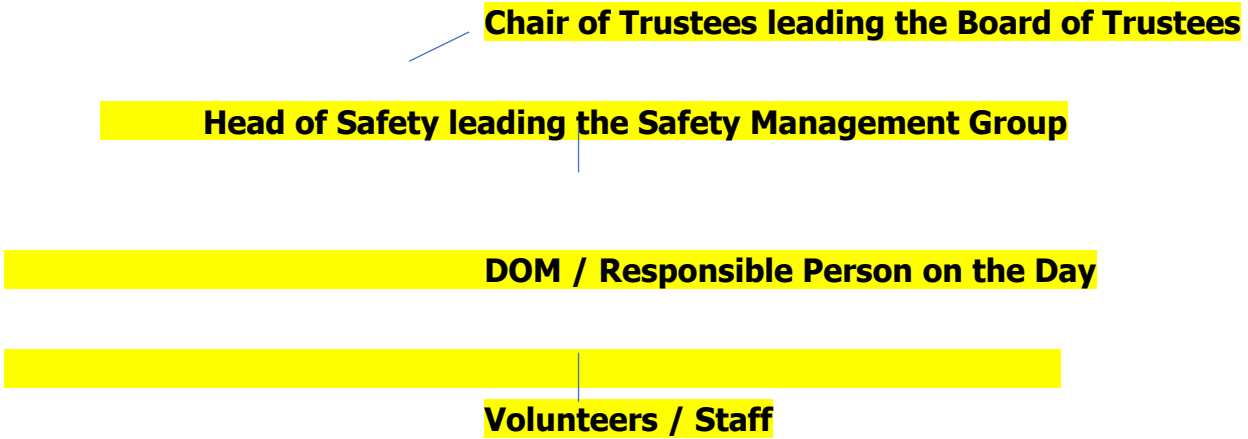 Chair of Trustees leading the Board of Trustees
Head of Safety leading the Safety Management Group
DOM / Responsible Person on the Day
Volunteers / Staff